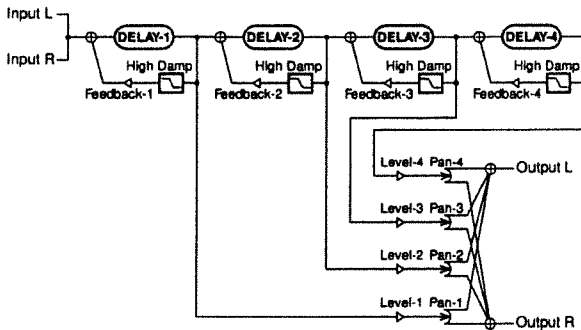 Input L
Input R
DELAY-1 DELAY-2 DELAY-3 DELAY-4
High Damp High Damp High Damp High Damp
Feedback-1 Feedback-2 Feedback-3 Feedback-4
Level-4 Pan-4 Output L
Level-3 Pan-3
Level-2 Pan-2
Level-1 Pan-1
Output R